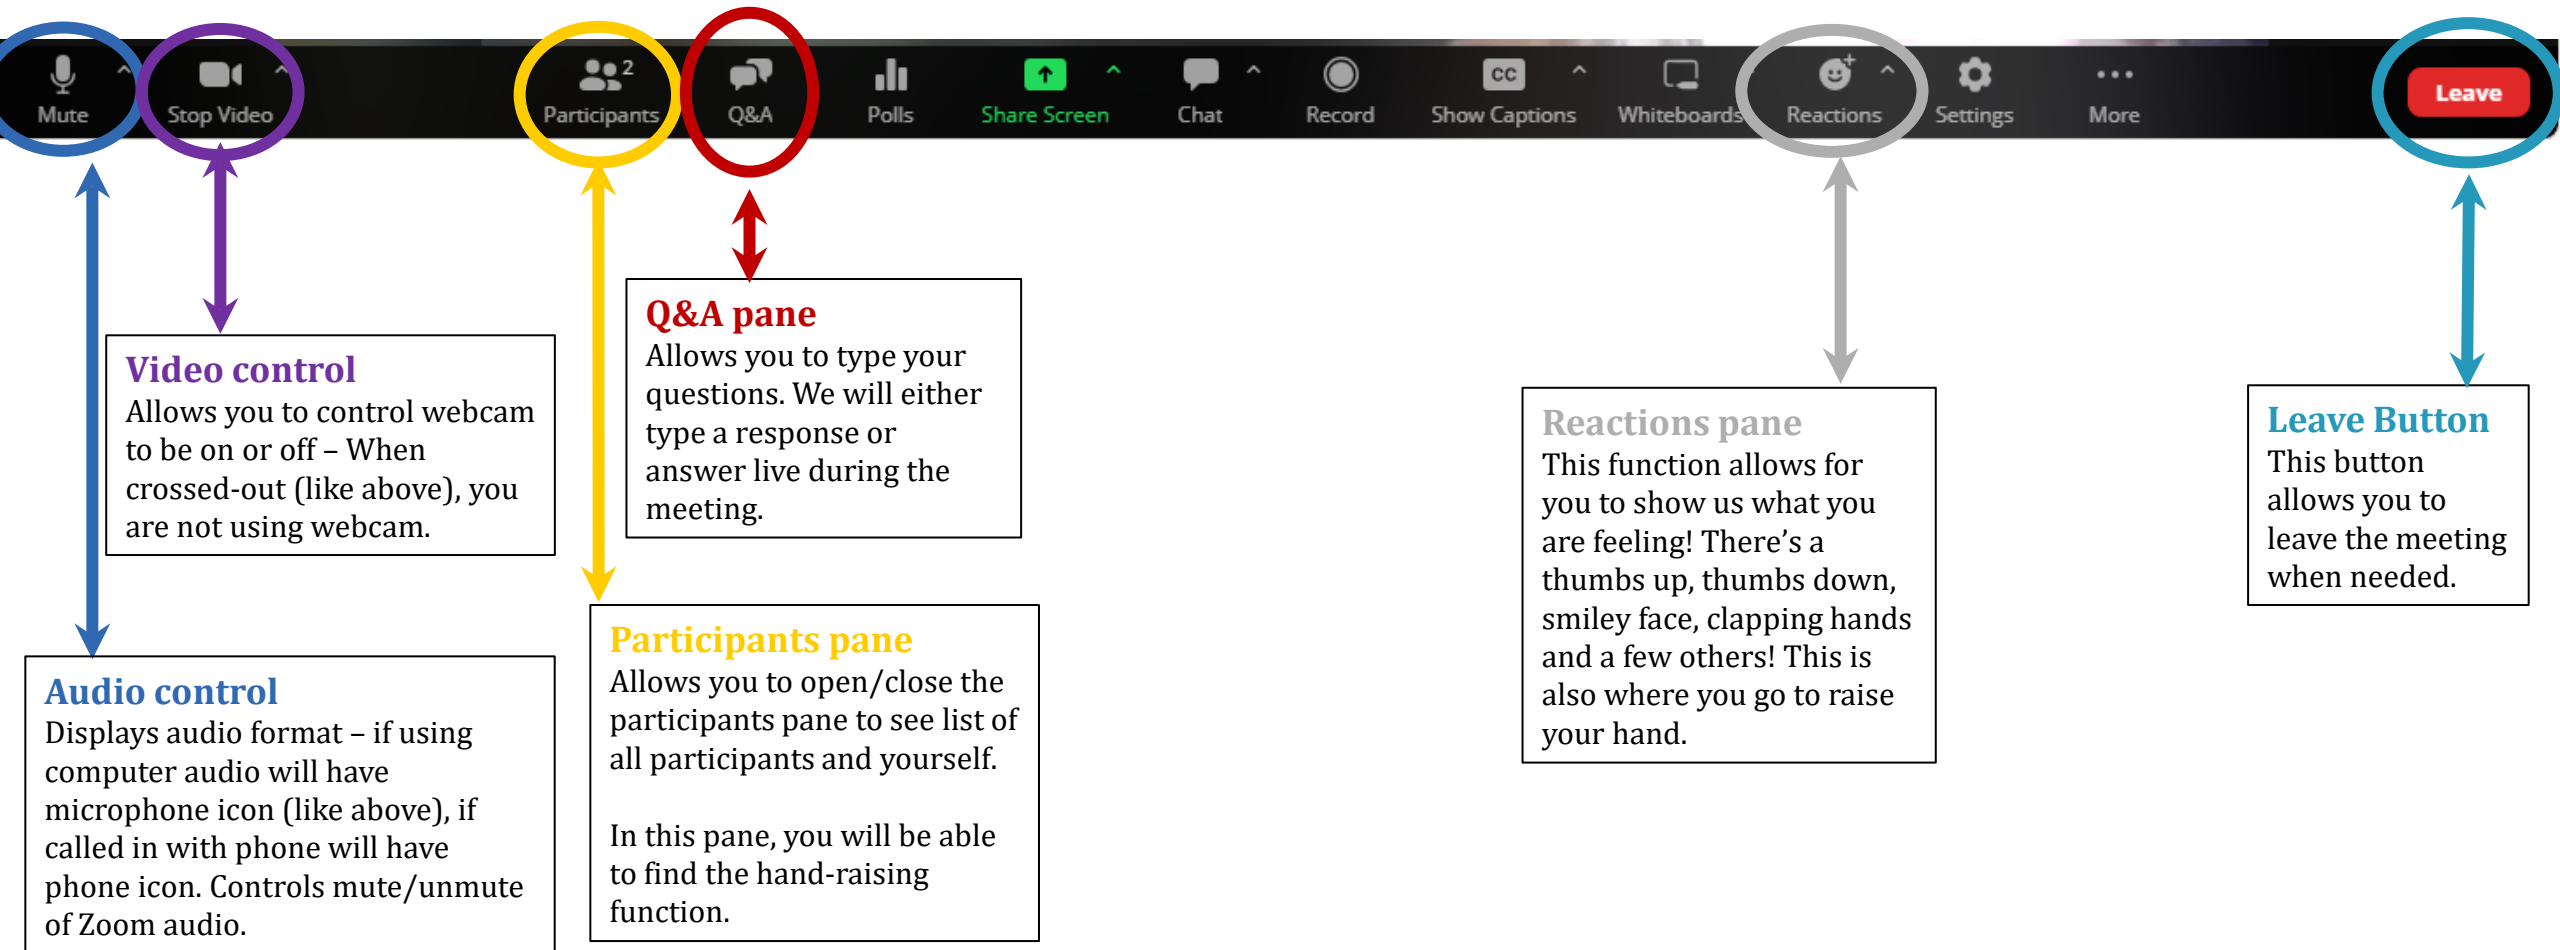 Mute
Stop Video
Participants
2
Q&A
Polls
Share Screen
Chat
Record
CC
Show Captions
Whiteboards
Reactions
Settings
More
Leave
Video control
Allows you to control webcam
to be on or off – When
crossed-out (like above), you
are not using webcam.
Audio control
Displays audio format – if using
computer audio will have
microphone icon (like above), if
called in with phone will have
phone icon. Controls mute/unmute
of Zoom audio.
Q&A pane
Allows you to type your
questions. We will either
type a response or
answer live during the
meeting.
Participants pane
Allows you to open/close the
participants pane to see list of
all participants and yourself.
In this pane, you will be able
to find the hand-raising
function.
Reactions pane
This function allows for
you to show us what you
are feeling! There’s a
thumbs up, thumbs down,
smiley face, clapping hands
and a few others! This is
also where you go to raise
your hand.
Leave Button
This button
allows you to
leave the meeting
when needed.